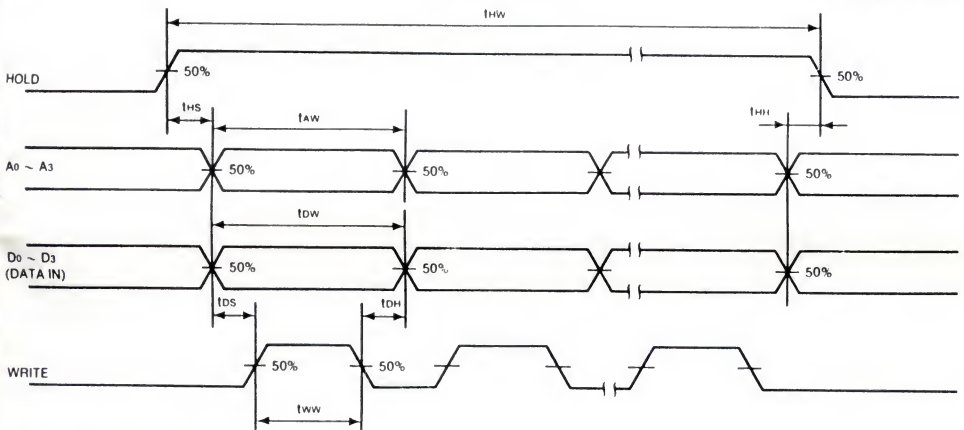 tHW
HOLD
50%
50%
tHS
tAW
tHH
A0 ~ A3
50%
50%
50%
tDW
D0 ~ D3
(DATA IN)
50%
50%
50%
tDS
tDH
WRITE
50%
50%
tWW